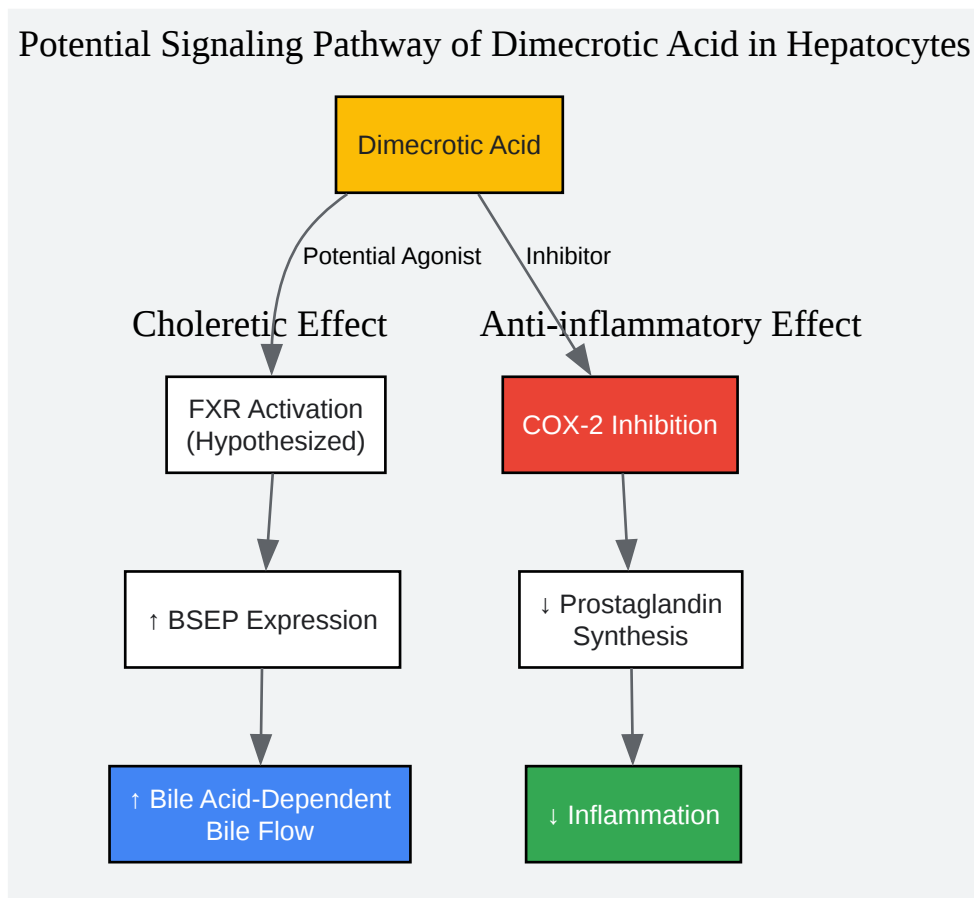 Potential Signaling Pathway of Dimecrotic Acid in Hepatocytes
Dimecrotic Acid
Potential Agonist
Inhibitor
Choleretic Effect
Anti-inflammatory Effect
FXR Activation
(Hypothesized)
COX-2 Inhibition
↑ BSEP Expression
↓ Prostaglandin
Synthesis
↑ Bile Acid-Dependent
Bile Flow
↓ Inflammation